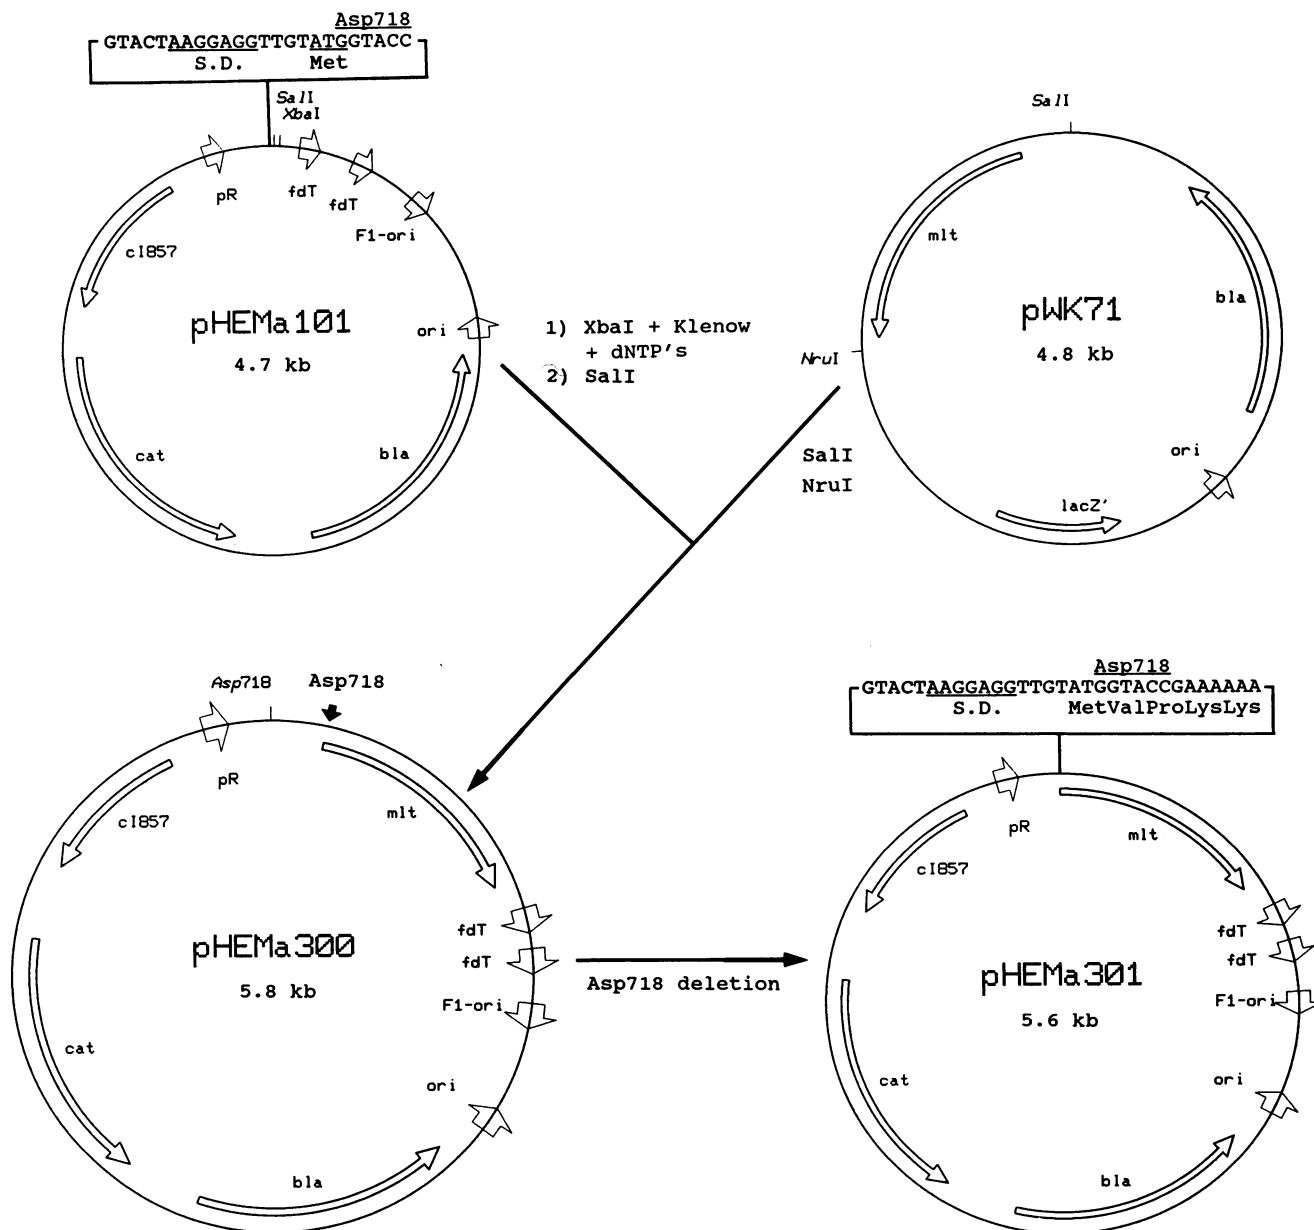 Asp718
GTACTAAGGAGGTTGTATGGTACC
S.D. Met
SalI
XbaI
pR
fdT
fdT
F1-ori
cI857
pHEMa101
4.7 kb
ori
cat
bla
1) XbaI + Klenow
+ dNTP's
2) SalI
SalI
mlt
bla
pWK71
4.8 kb
NruI
ori
lacZ'
SalI
NruI
Asp718
Asp718
pR
mlt
cI857
pHEMa300
5.8 kb
fdT
fdT
F1-ori
cat
ori
bla
Asp718 deletion
Asp718
GTACTAAGGAGGTTGTATGGTACCGAAAAAA
S.D. MetValProLysLys
pR
mlt
cI857
pHEMa301
5.6 kb
fdT
fdT
F1-ori
cat
ori
bla